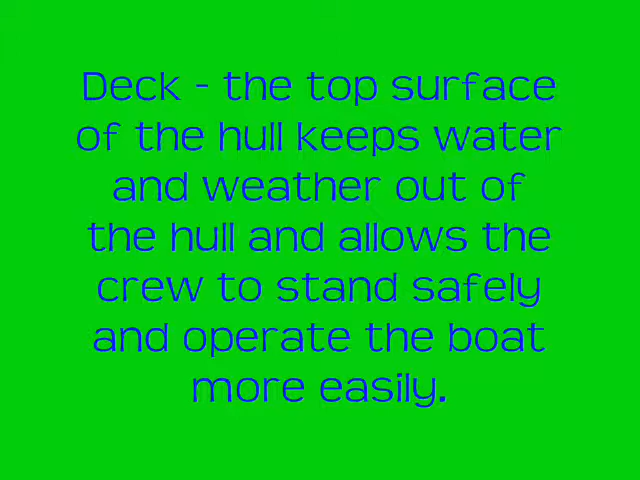 Deck - the top surface
of the hull keeps water
and weather out of
the hull and allows the
crew to stand safely
and operate the boat
more easily.